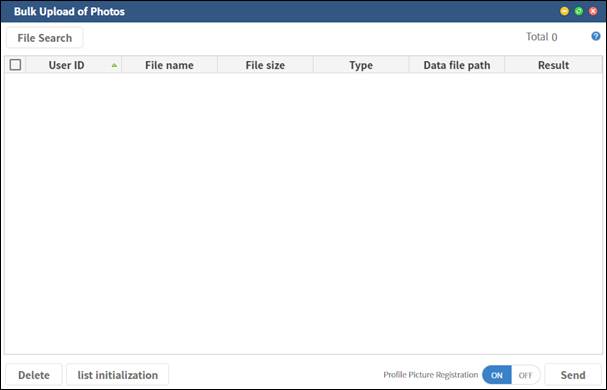 Bulk Upload of Photos
File Search Total 0 ?
User ID File name File size Type Data file path Result
Delete list initialization Profile Picture Registration ON OFF Send